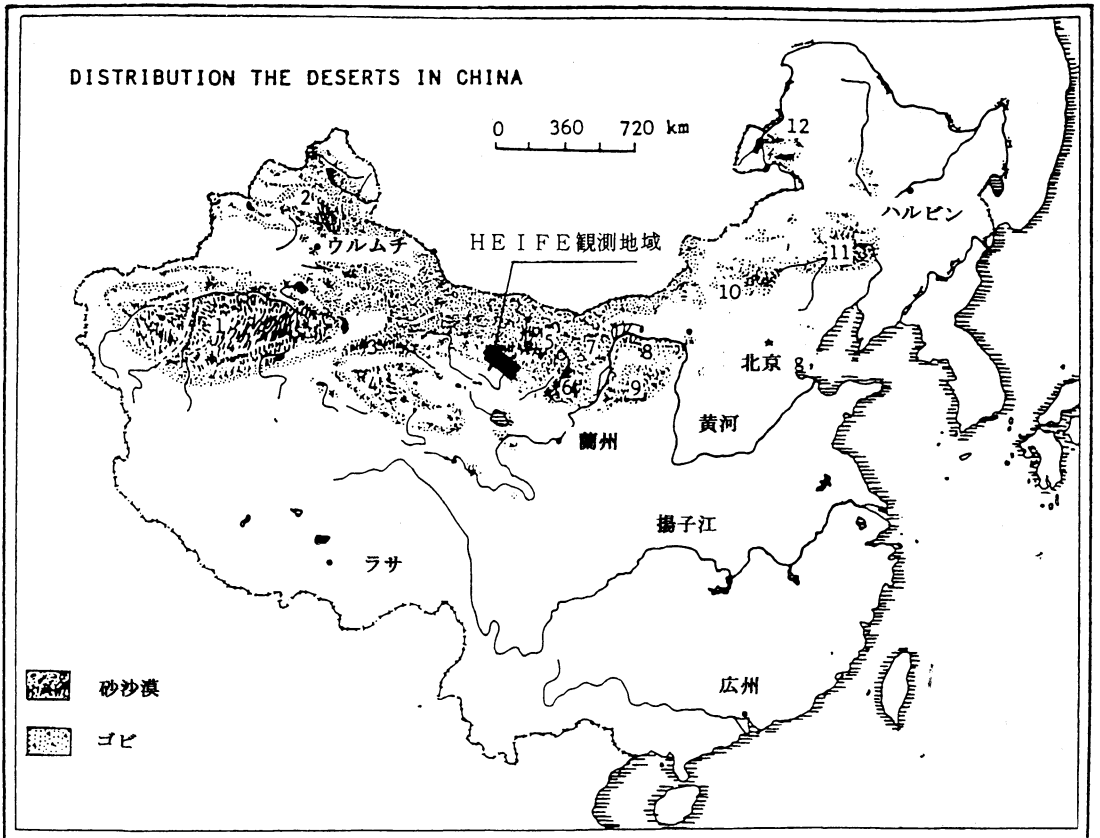 DISTRIBUTION THE DESERTS IN CHINA
0 360 720 km
12
2
ハルビン
ウルムチ
HEIFE観測地域
11
10
1
3
5
7
8
北京
4
6
9
黄河
蘭州
揚子江
ラサ
砂沙漠
広州
ゴビ